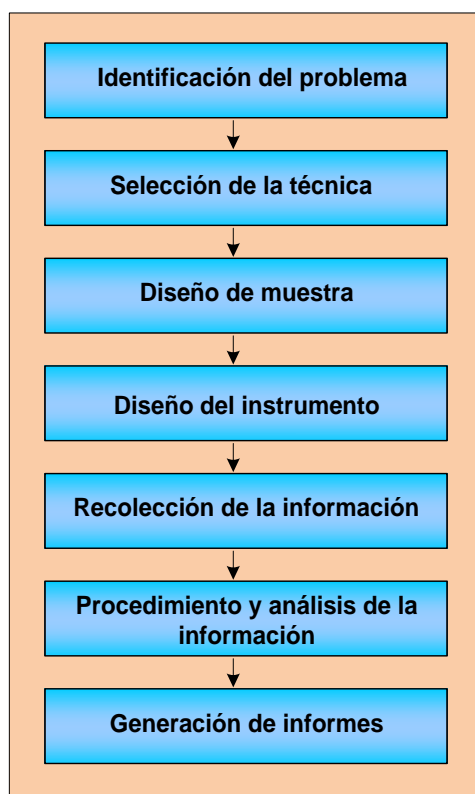 Identificación del problema
Selección de la técnica
Diseño de muestra
Diseño del instrumento
Recolección de la información
Procedimiento y análisis de la
información
Generación de informes